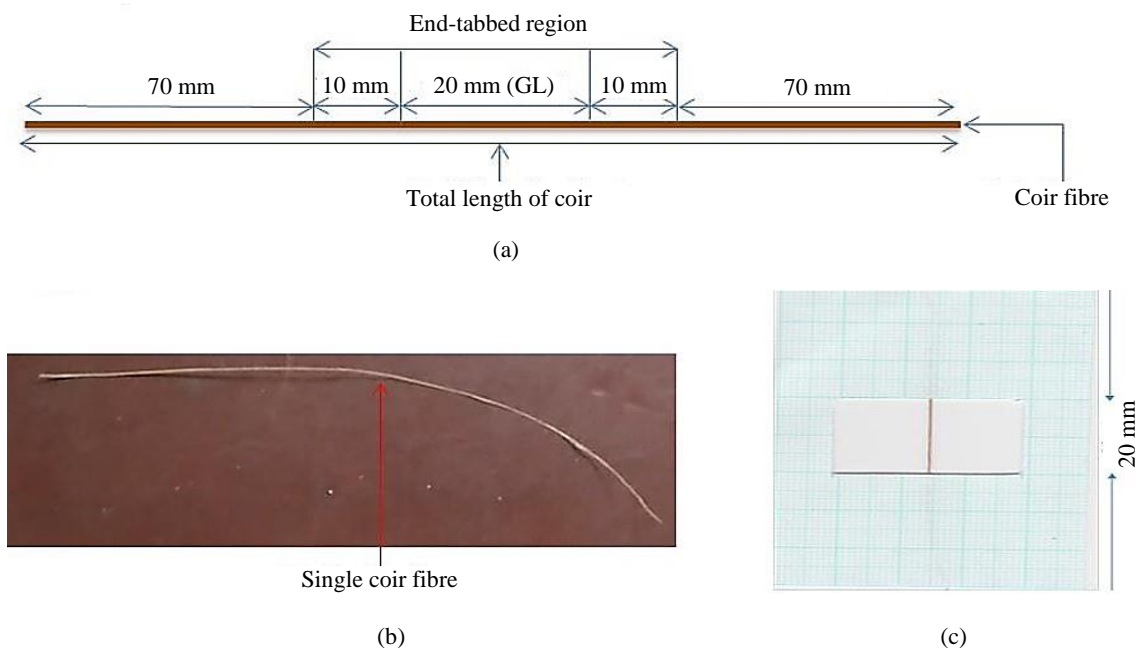 End-tabbed region
70 mm
10 mm
20 mm (GL)
10 mm
70 mm
Total length of coir
Coir fibre
(a)
20 mm
Single coir fibre
(b)
(c)